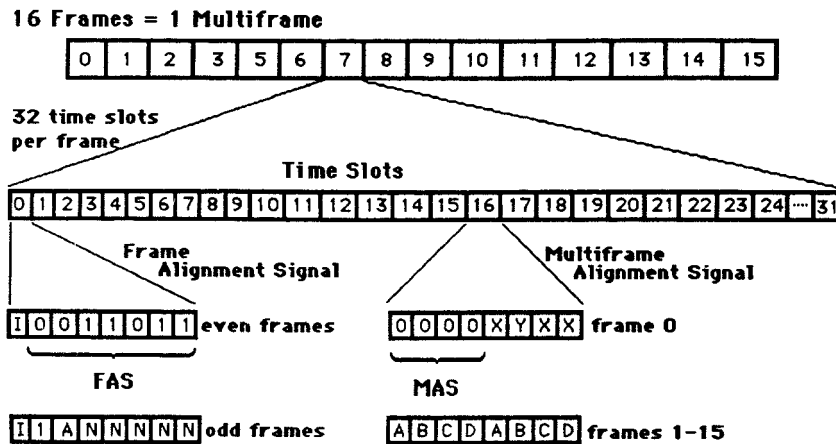 16 Frames = 1 Multiframe
0 1 2 3 5 6 7 8 9 10 11 12 13 14 15
32 time slots
per frame
Time Slots
0 1 2 3 4 5 6 7 8 9 10 11 12 13 14 15 16 17 18 19 20 21 22 23 24 .... 31
Frame
Alignment Signal
Multiframe
Alignment Signal
I 0 0 1 1 0 1 1 even frames
0 0 0 0 X Y X X frame 0
FAS
MAS
I 1 A N N N N N odd frames
A B C D A B C D frames 1-15